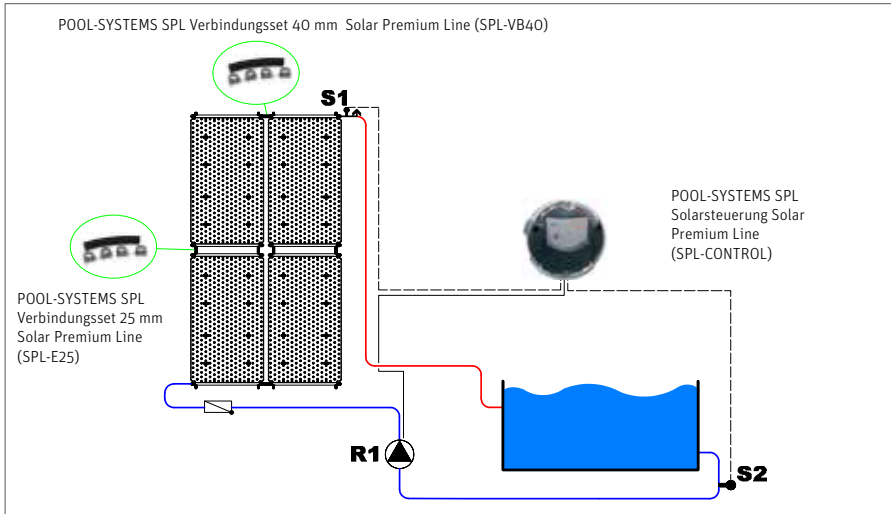 POOL-SYSTEMS SPL Verbindungsset 40 mm Solar Premium Line (SPL-VB40)
S1
POOL-SYSTEMS SPL
Solarsteuerung Solar
Premium Line
(SPL-CONTROL)
POOL-SYSTEMS SPL
Verbindungsset 25 mm
Solar Premium Line
(SPL-E25)
R1
S2